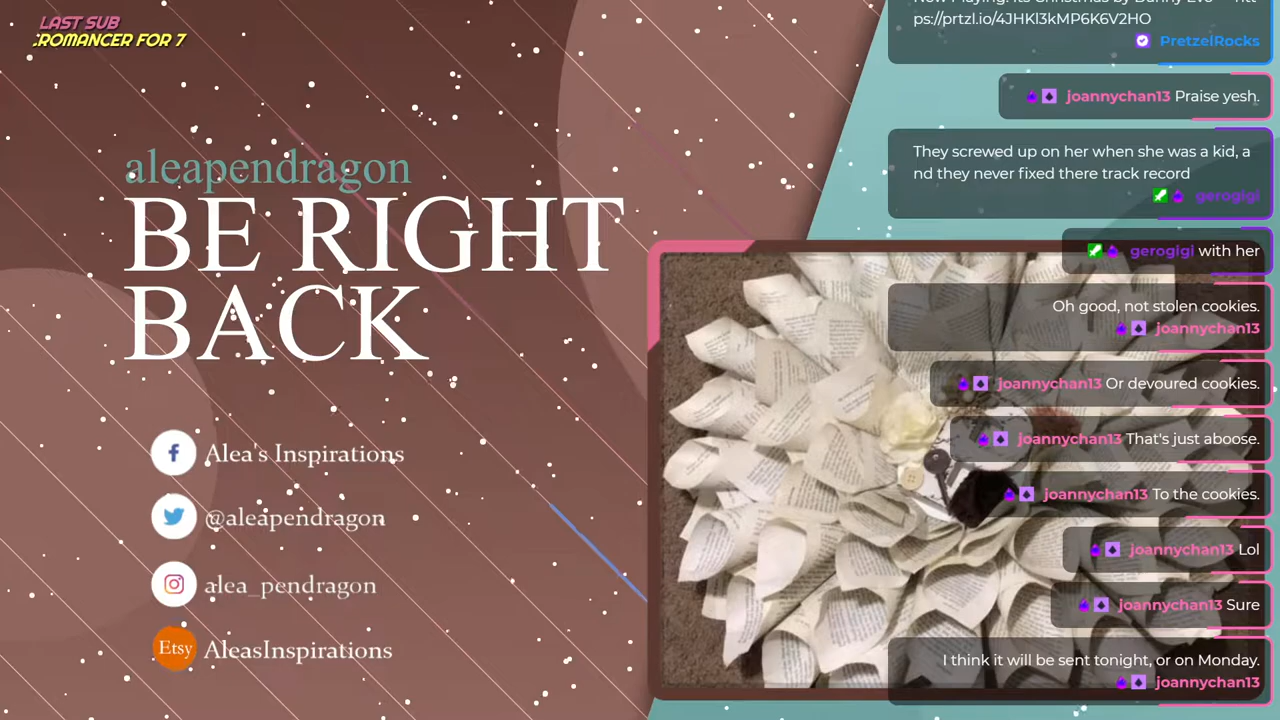 LAST SUB
.ROMANCER FOR 7
aleapendragon
BE RIGHT
BACK
Alea's Inspirations
@aleapendragon
alea_pendragon
Etsy
AleasInspirations
ps://prtzl.io/4JHKl3kMP6K6V2HO
PretzelRocks
joannychan13 Praise yesh.
They screwed up on her when she was a kid, a
nd they never fixed there track record
gerogigi
gerogigi with her
Oh good, not stolen cookies.
joannychan13
joannychan13 Or devoured cookies.
joannychan13 That's just aboose.
joannychan13 To the cookies.
joannychan13 Lol
joannychan13 Sure
I think it will be sent tonight, or on Monday.
joannychan13